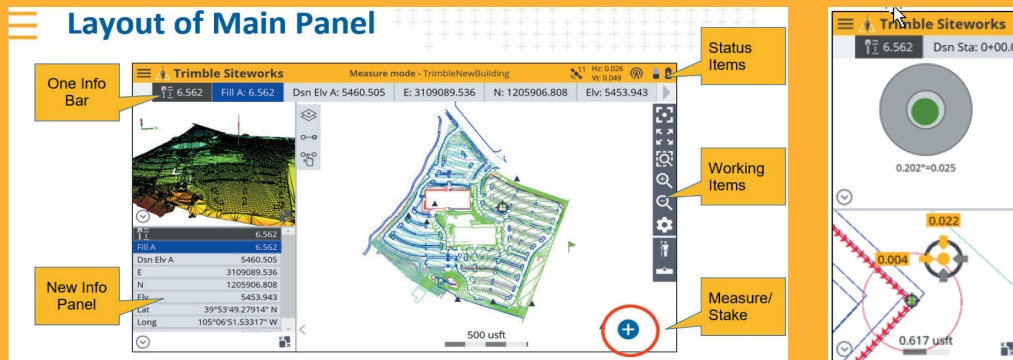 Layout of Main Panel
One Info
Bar
New Info
Panel
Trimble Siteworks
Measure mode - TrimbleNewBuilding
11
Hz: 0.026
Vt: 0.049
6.562
Fill A: 6.562
Dsn Elv A: 5460.505
E: 3109089.536
N: 1205906.808
Elv: 5453.943
6.562
Fill A 6.562
Dsn Elv A 5460.505
E 3109089.536
N 1205906.808
Elv 5453.943
Lat 39°53'49.27914" N
Long 105°06'51.53317" W
500 usft
Status
Items
Working
Items
Measure/
Stake
Trimble Siteworks
6.562
Dsn Sta: 0+00.0
0.202°=0.025
0.022
0.004
0.617 usft